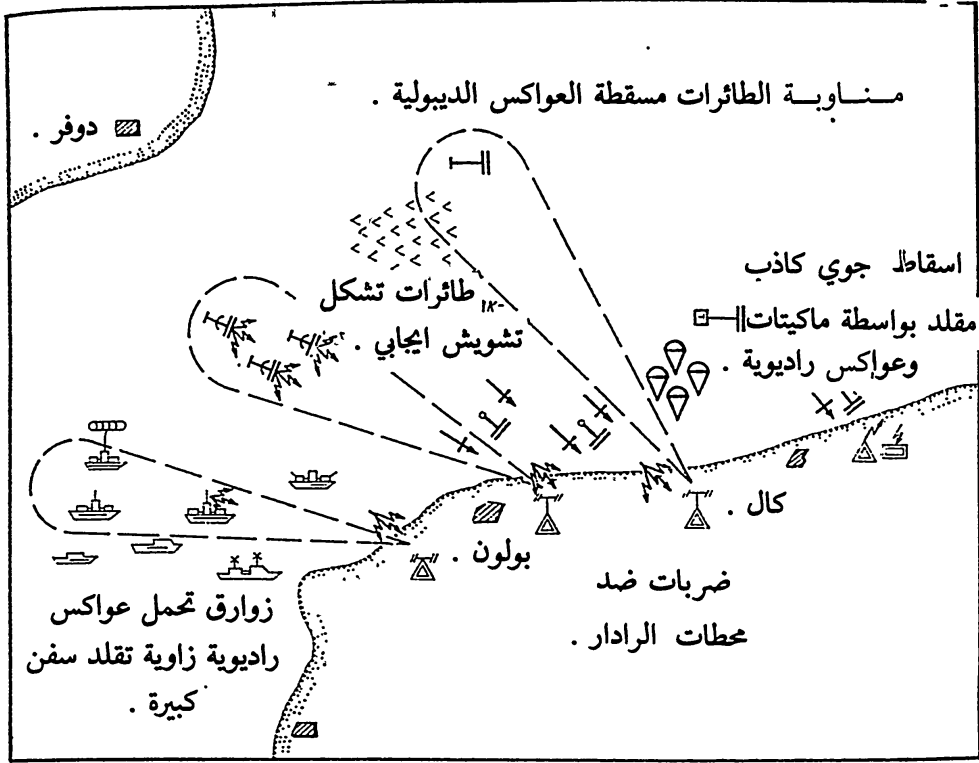 مناوبة الطائرات مسقطة العواكس الديبولية .
دوفر .
اسقاط جوي كاذب
مقلد بواسطة ماكيتات
وعواكس راديوية .
طائرات تشكل
تشويش ايجابي .
كال .
بولون .
ضربات ضد
محطات الرادار .
زوارق تحمل عواكس
راديوية زاوية تقلد سفن
كبيرة .